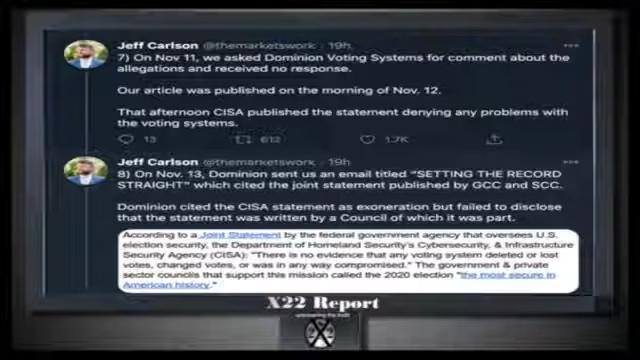 Jeff Carlson @themarketswork · 19h
7) On Nov 11, we asked Dominion Voting Systems for comment about the
allegations and received no response.
Our article was published on the morning of Nov. 12.
That afternoon CISA published the statement denying any problems with
the voting systems.
13 612 1.7K
Jeff Carlson @themarketswork · 19h
8) On Nov. 13, Dominion sent us an email titled "SETTING THE RECORD
STRAIGHT" which cited the joint statement published by GCC and SCC.
Dominion cited the CISA statement as exoneration but failed to disclose
that the statement was written by a Council of which it was part.
According to a Joint Statement by the federal government agency that oversees U.S.
election security, the Department of Homeland Security's Cybersecurity, & Infrastructure
Security Agency (CISA): "There is no evidence that any voting system deleted or lost
votes, changed votes, or was in any way compromised." The government & private
sector councils that support this mission called the 2020 election "the most secure in
American history."
X22 Report
uncovering the truth
X
22